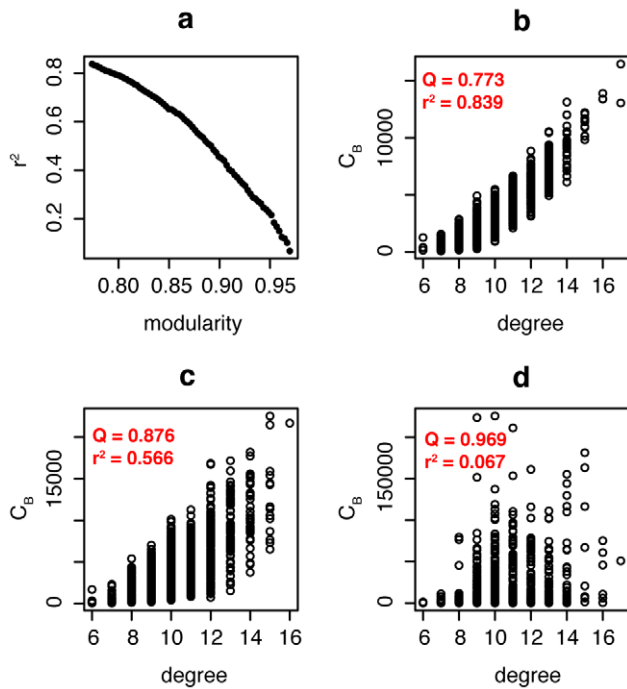 a
0.8
0.6
0.4
0.2
r²
0.80 0.85 0.90 0.95
modularity
b
Q = 0.773
r² = 0.839
10000
0
C_B
6 8 10 12 14 16
degree
c
Q = 0.876
r² = 0.566
15000
0
C_B
6 8 10 12 14 16
degree
d
Q = 0.969
r² = 0.067
150000
0
C_B
6 8 10 12 14 16
degree